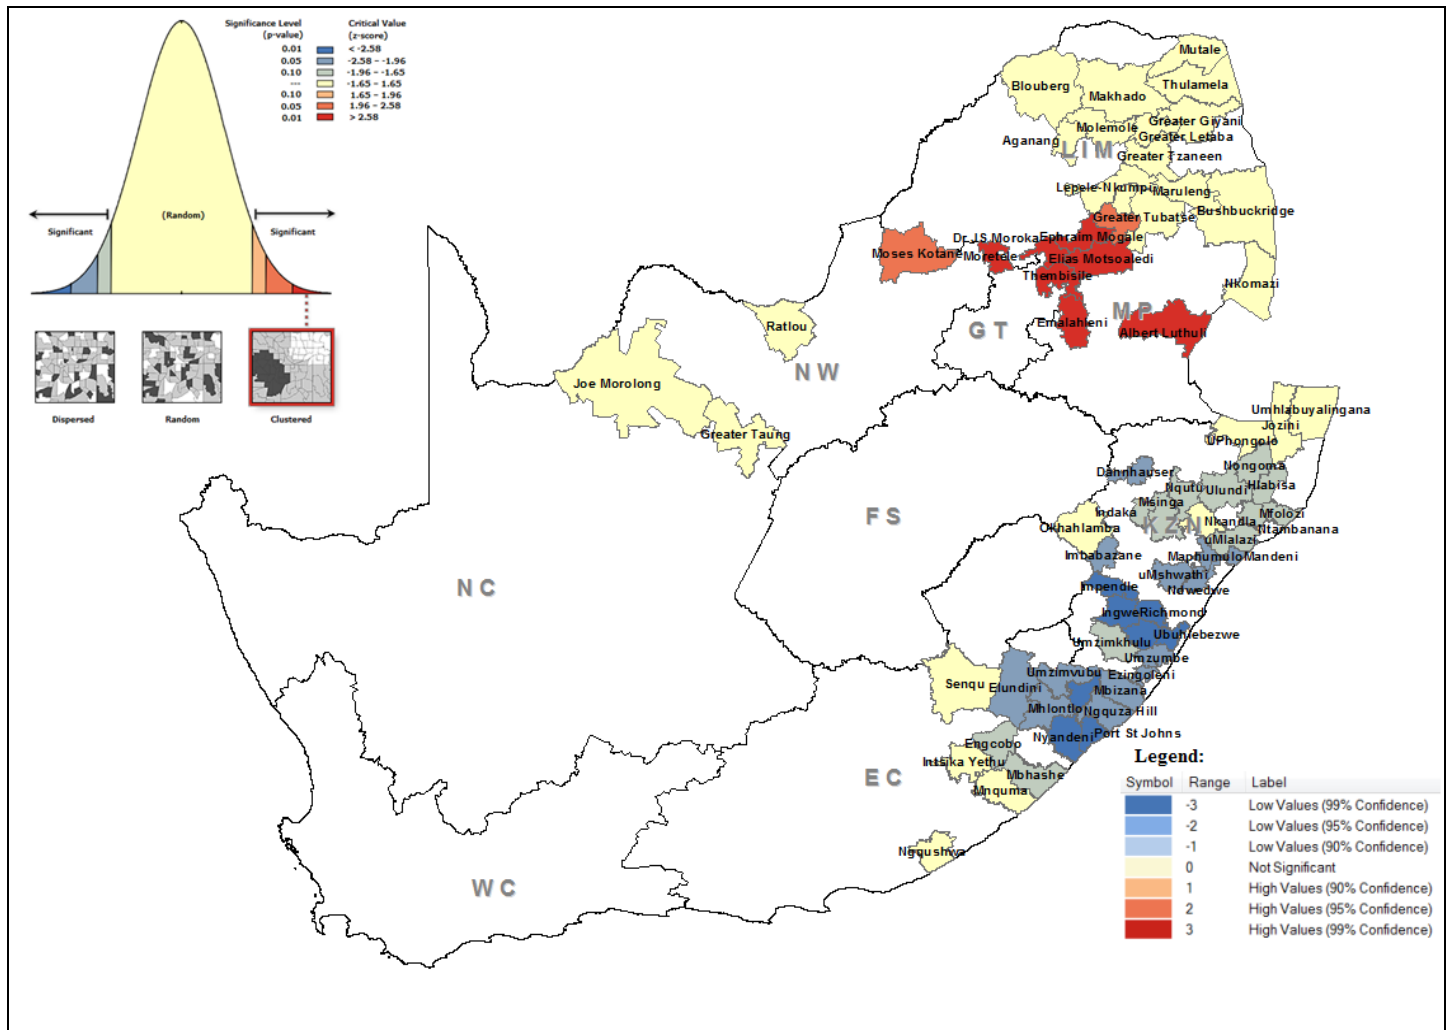 Significance Level
(p-value)
Critical Value
(z-score)
0.01 < -2.58
0.05 -2.58 – -1.96
0.10 -1.96 – -1.65
... -1.65 – 1.65
0.10 1.65 – 1.96
0.05 1.96 – 2.58
0.01 > 2.58
(Random)
Significant
Significant
Dispersed
Random
Clustered
Mutale
Blouberg
Thulamela
Makhado
Greater Giyani
Molemole
Greater Letaba
Aganang
LIM
Greater Tzaneen
Lepele-Nkumpi
Maruleng
Bushbuckridge
Greater Tubatse
Dr JS Moroka
Ephraim Mogale
Moses Kotane
Moretele
Elias Motsoaledi
Thembisile
Nkomazi
MP
Emalahleni
Albert Luthuli
GT
Ratlou
NW
Joe Morolong
Greater Taung
Umhlabuyalingana
Jozini
UPhongolo
Nongoma
Dannhauser
Nqutu
Ulundi
Hlabisa
Msinga
Indaka
Mfolozi
FS
Okhahlamba
KZN
Nkandla
Ntambanana
uMlalazi
Imbabazane
Maphumulo
Mandeni
uMshwathi
NC
Impendle
Ndwedwe
Ingwe
Richmond
Ubuhlebezwe
Umzimkhulu
Umzumbe
Umzimvubu
Ezingoleni
Senqu
Elundini
Mbizana
Mhlontlo
Ngquza Hill
Nyandeni
Port St Johns
Engcobo
Intsika Yethu
Mbhashe
EC
Mnquma
Ngqushwa
WC
Legend:
Symbol Range Label
-3 Low Values (99% Confidence)
-2 Low Values (95% Confidence)
-1 Low Values (90% Confidence)
0 Not Significant
1 High Values (90% Confidence)
2 High Values (95% Confidence)
3 High Values (99% Confidence)